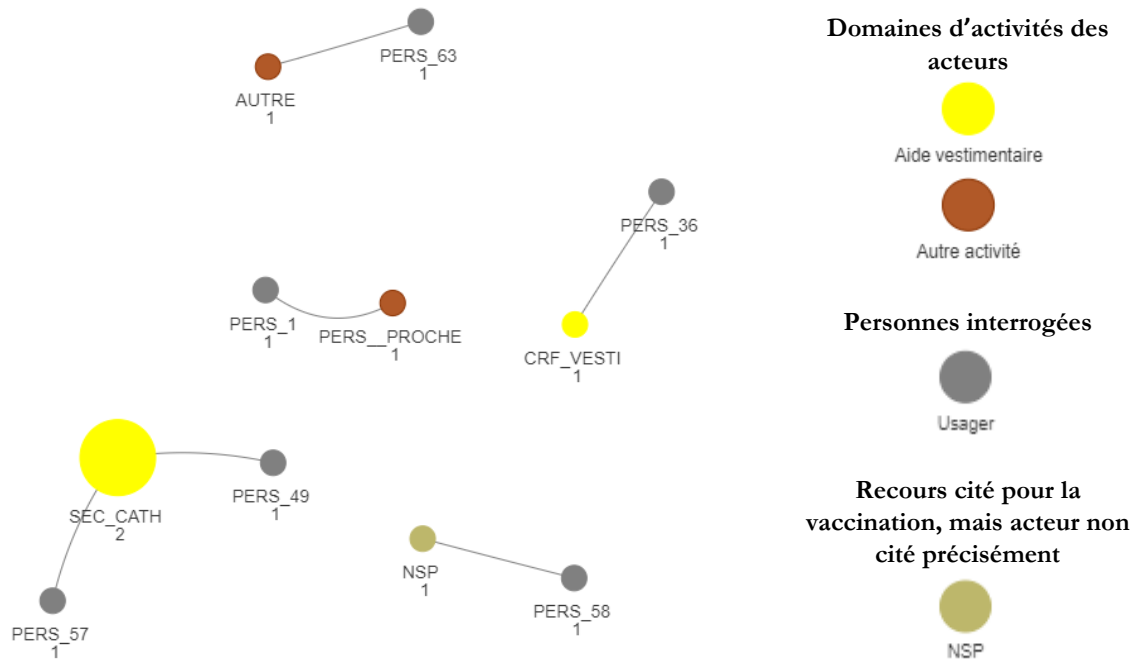 PERS_63
1
AUTRE
1
PERS_36
1
PERS_1
1
PERS__PROCHE
1
CRF_VESTI
1
SEC_CATH
2
PERS_49
1
NSP
1
PERS_58
1
PERS_57
1
Domaines d’activités des
acteurs
Aide vestimentaire
Autre activité
Personnes interrogées
Usager
Recours cité pour la
vaccination, mais acteur non
cité précisément
NSP